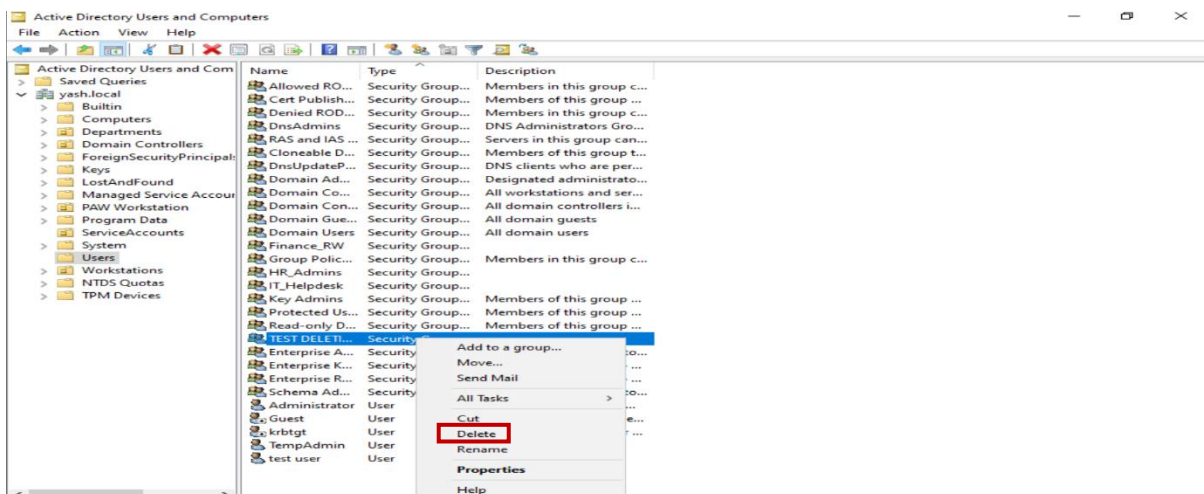 Active Directory Users and Computers
File Action View Help
Active Directory Users and Com
Saved Queries
yash.local
Builtin
Computers
Departments
Domain Controllers
ForeignSecurityPrincipal:
Keys
LostAndFound
Managed Service Accour
PAW Workstation
Program Data
ServiceAccounts
System
Users
Workstations
NTDS Quotas
TPM Devices
Name Type Description
Allowed RO... Security Group... Members in this group c...
Cert Publish... Security Group... Members of this group ...
Denied ROD... Security Group... Members in this group c...
DnsAdmins Security Group... DNS Administrators Gro...
RAS and IAS ... Security Group... Servers in this group can...
Cloneable D... Security Group... Members of this group t...
DnsUpdateP... Security Group... DNS clients who are per...
Domain Ad... Security Group... Designated administrato...
Domain Co... Security Group... All workstations and ser...
Domain Con... Security Group... All domain controllers i...
Domain Gue... Security Group... All domain guests
Domain Users Security Group... All domain users
Finance_RW Security Group...
Group Polic... Security Group... Members in this group c...
HR_Admins Security Group...
IT_Helpdesk Security Group...
Key Admins Security Group... Members of this group ...
Protected Us... Security Group... Members of this group ...
Read-only D... Security Group... Members of this group ...
TEST DELETI... Security
Enterprise A... Security to...
Enterprise K... Security ...
Enterprise R... Security ...
Schema Ad... Security to...
Administrator User ...
Guest User e...
krbtgt User r ...
TempAdmin User
test user User
Add to a group...
Move...
Send Mail
All Tasks >
Cut
Delete
Rename
Properties
Help